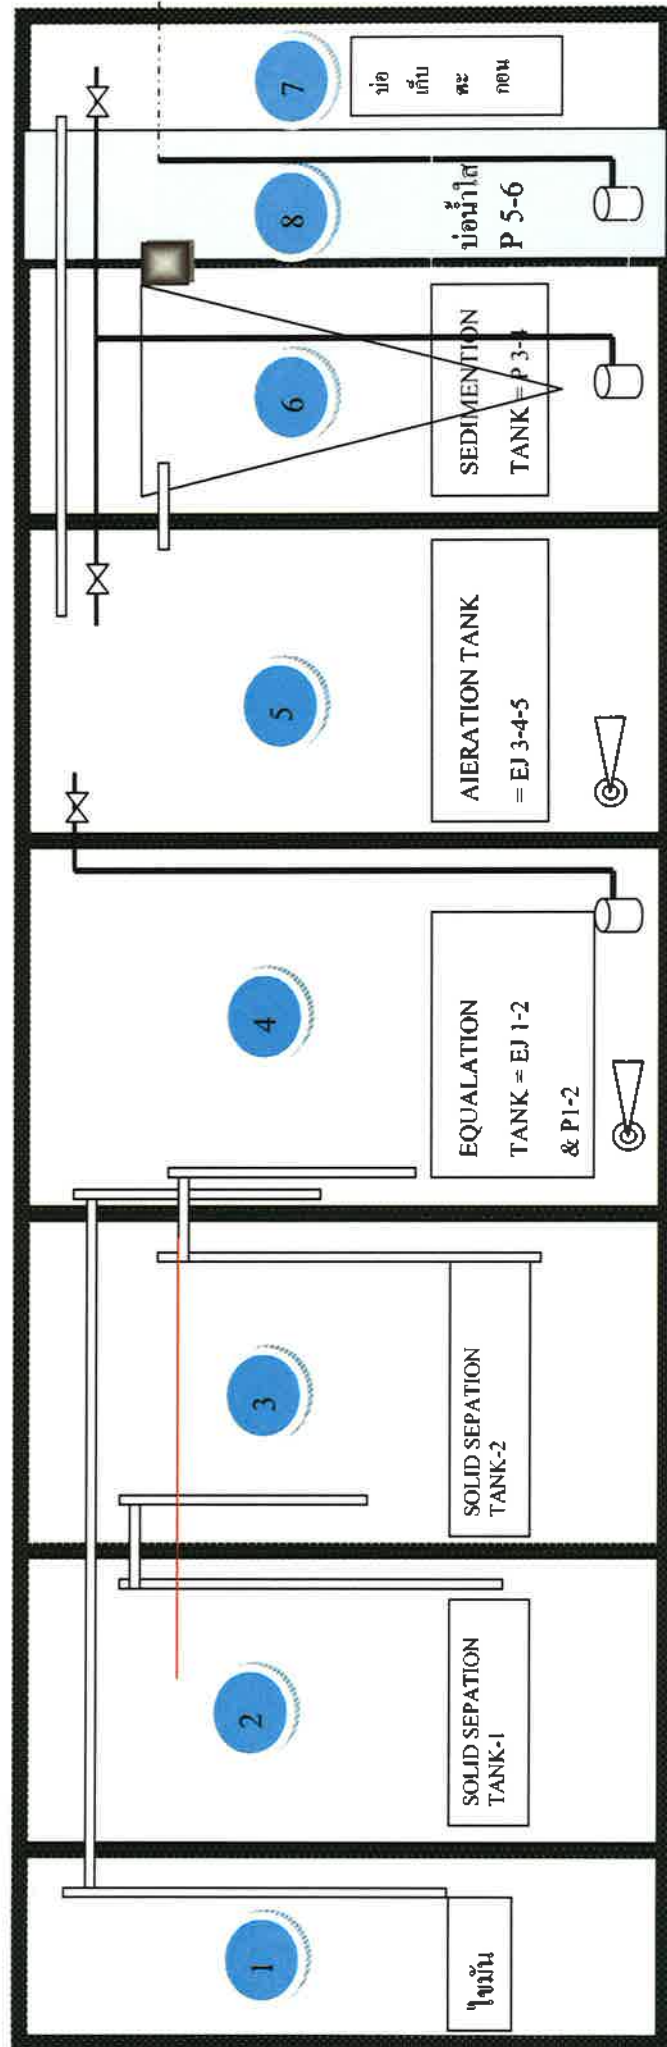 1
ไขมัน
2
SOLID SEPATION
TANK-1
3
SOLID SEPATION
TANK-2
4
EQUALATION
TANK = EJ 1-2
& P1-2
5
AIERATION TANK
= EJ 3-4-5
6
SEDIMENTION
TANK = P 3-4
8
บ่อน้ำใส
P 5-6
7
บ่อ
เก็บ
ตะ
กอน